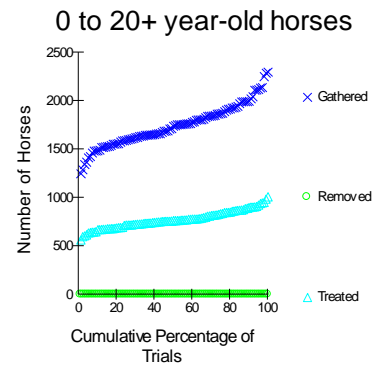 0 to 20+ year-old horses
Number of Horses
2500
2000
1500
1000
500
0
0 20 40 60 80 100
Cumulative Percentage of
Trials
Gathered
Removed
Treated